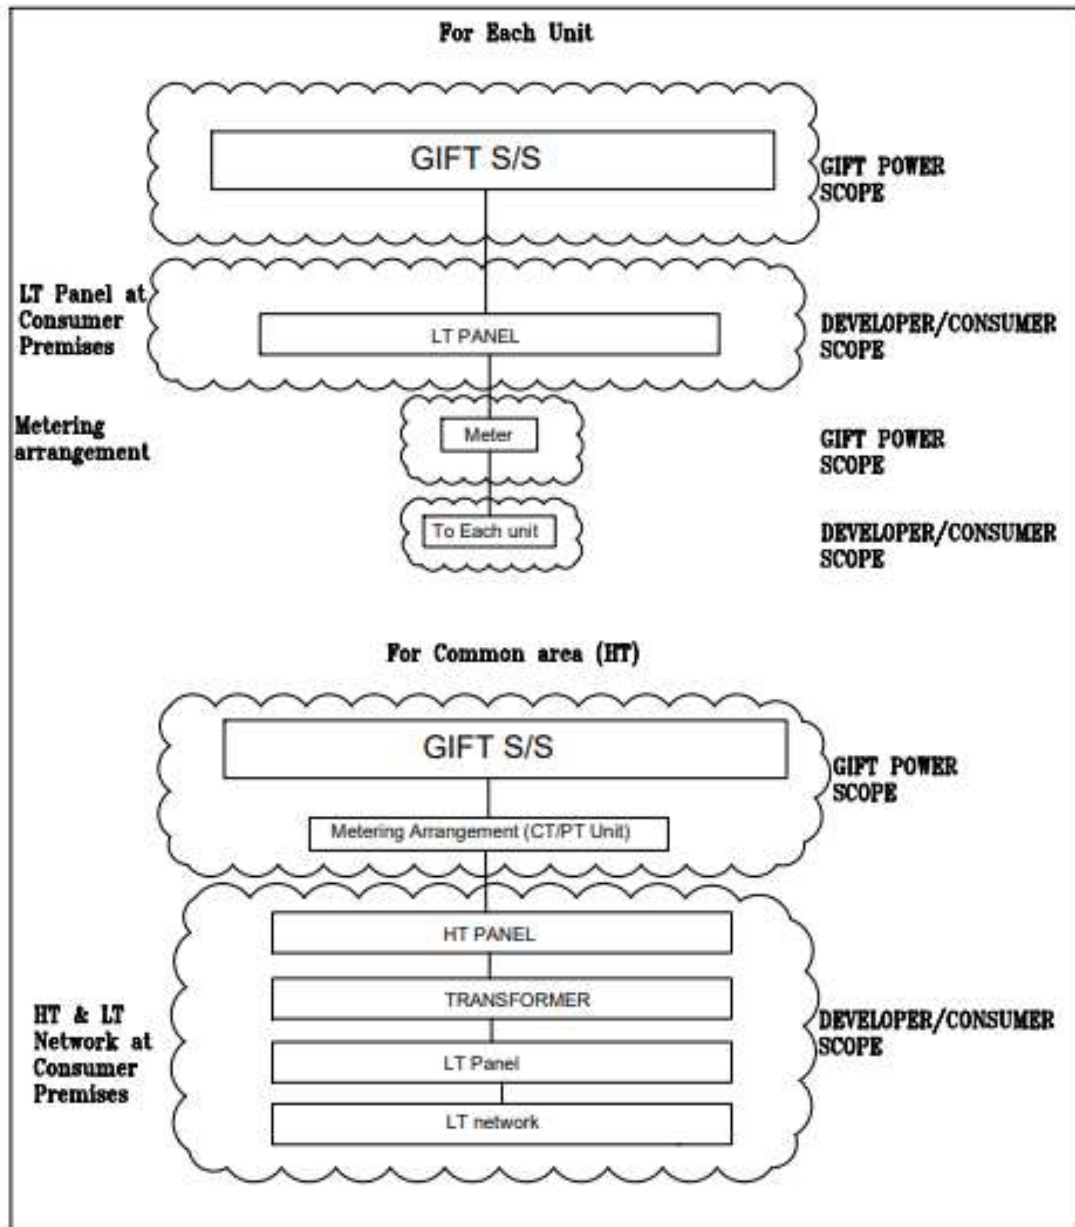 For Each Unit
GIFT S/S
GIFT POWER
SCOPE
LT Panel at
Consumer
Premises
LT PANEL
DEVELOPER/CONSUMER
SCOPE
Metering
arrangement
Meter
GIFT POWER
SCOPE
To Each unit
DEVELOPER/CONSUMER
SCOPE
For Common area (HT)
GIFT S/S
GIFT POWER
SCOPE
Metering Arrangement (CT/PT Unit)
HT PANEL
TRANSFORMER
HT & LT
Network at
Consumer
Premises
DEVELOPER/CONSUMER
SCOPE
LT Panel
LT network